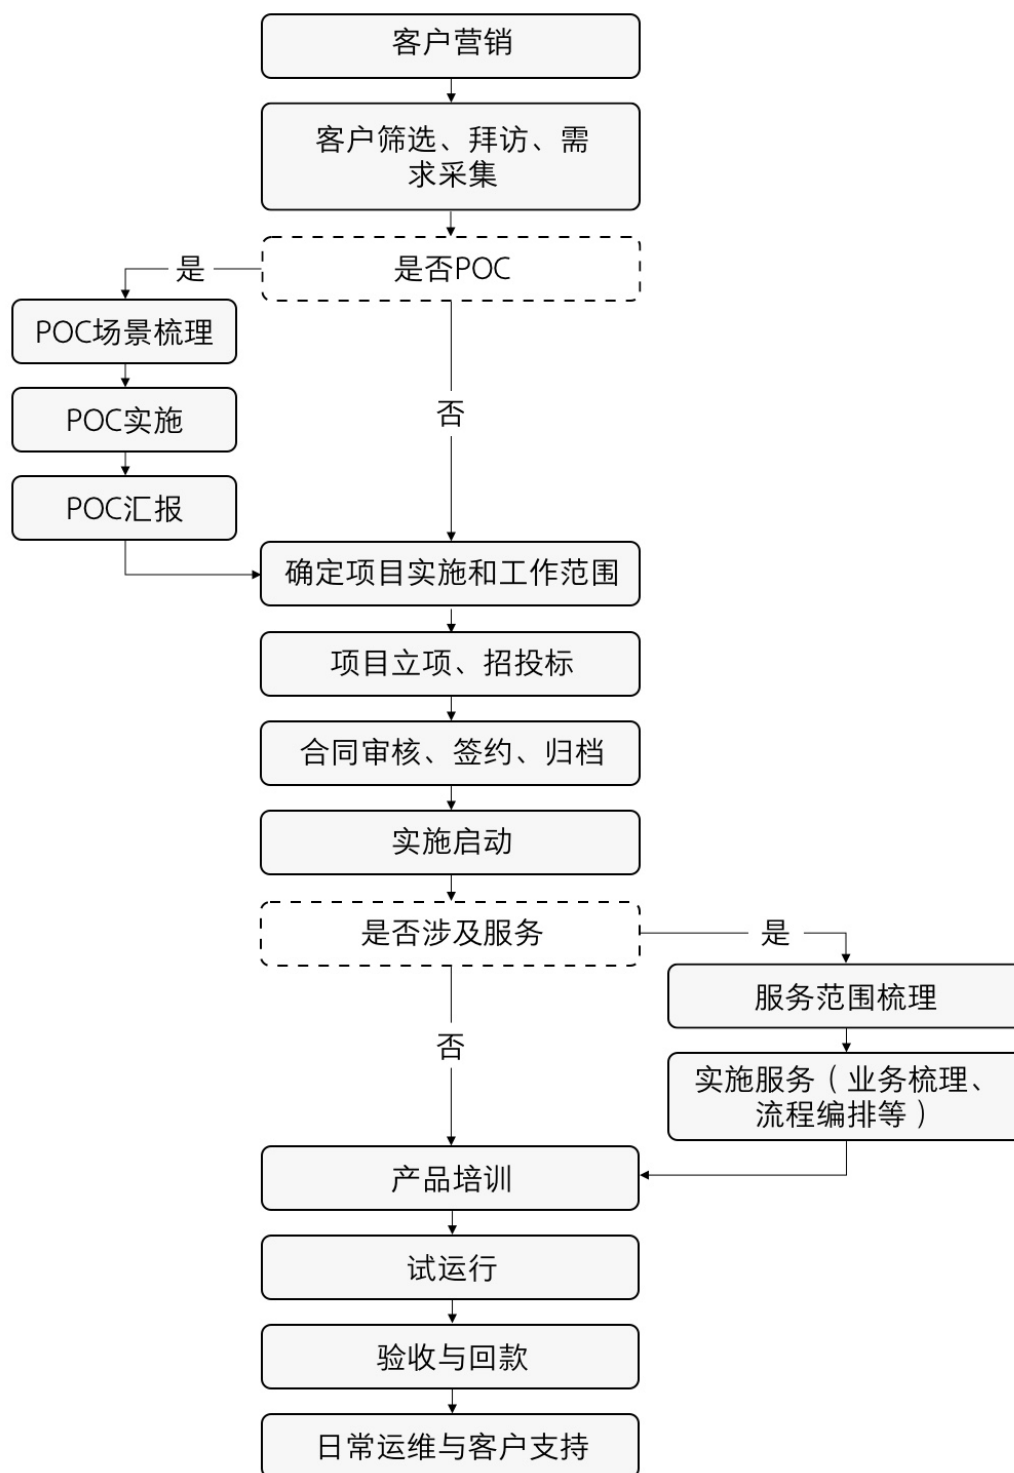 客户营销
客户筛选、拜访、需
求采集
是否POC
是
POC场景梳理
POC实施
POC汇报
否
确定项目实施和工作范围
项目立项、招投标
合同审核、签约、归档
实施启动
是否涉及服务
是
服务范围梳理
实施服务（业务梳理、
流程编排等）
否
产品培训
试运行
验收与回款
日常运维与客户支持